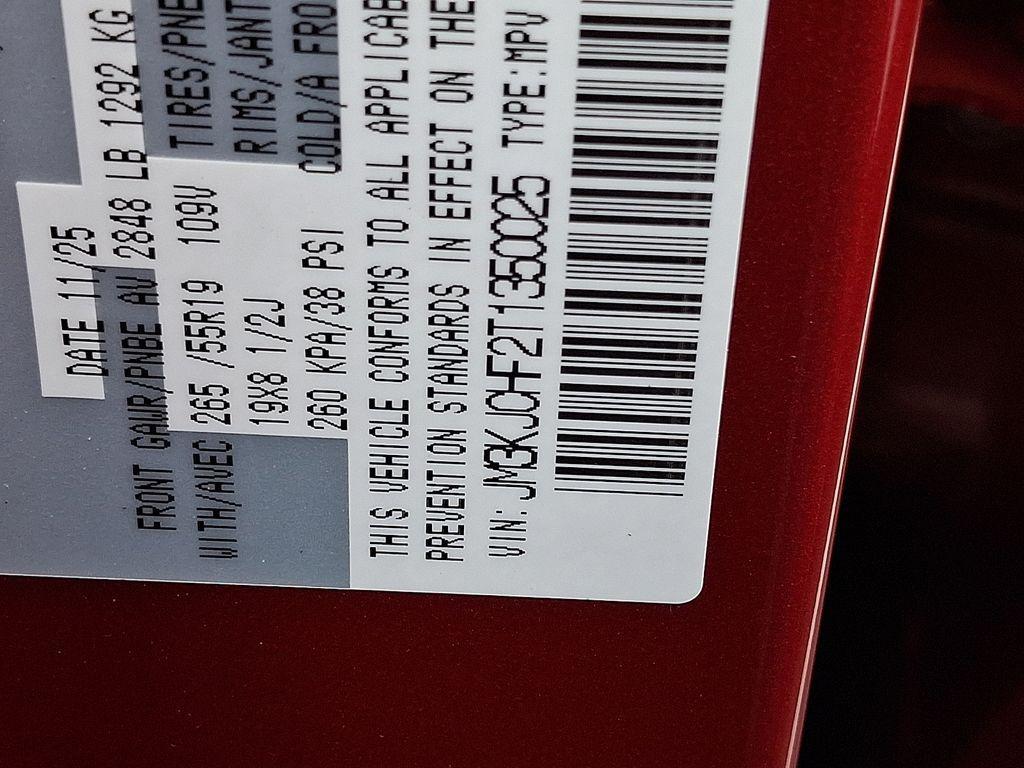 DATE 11/25
FRONT GAWR/PNBE AV 2848 LB 1292 KG
WITH/AVEC 265 /55R19 109V TIRES/PNE
19X8 1/2J RIMS/JANT
260 KPA/38 PSI COLD/A FRO
THIS VEHICLE CONFORMS TO ALL APPLICAB
PREVENTION STANDARDS IN EFFECT ON THE
VIN: JM3KJCHF2T1350025 TYPE:MPV